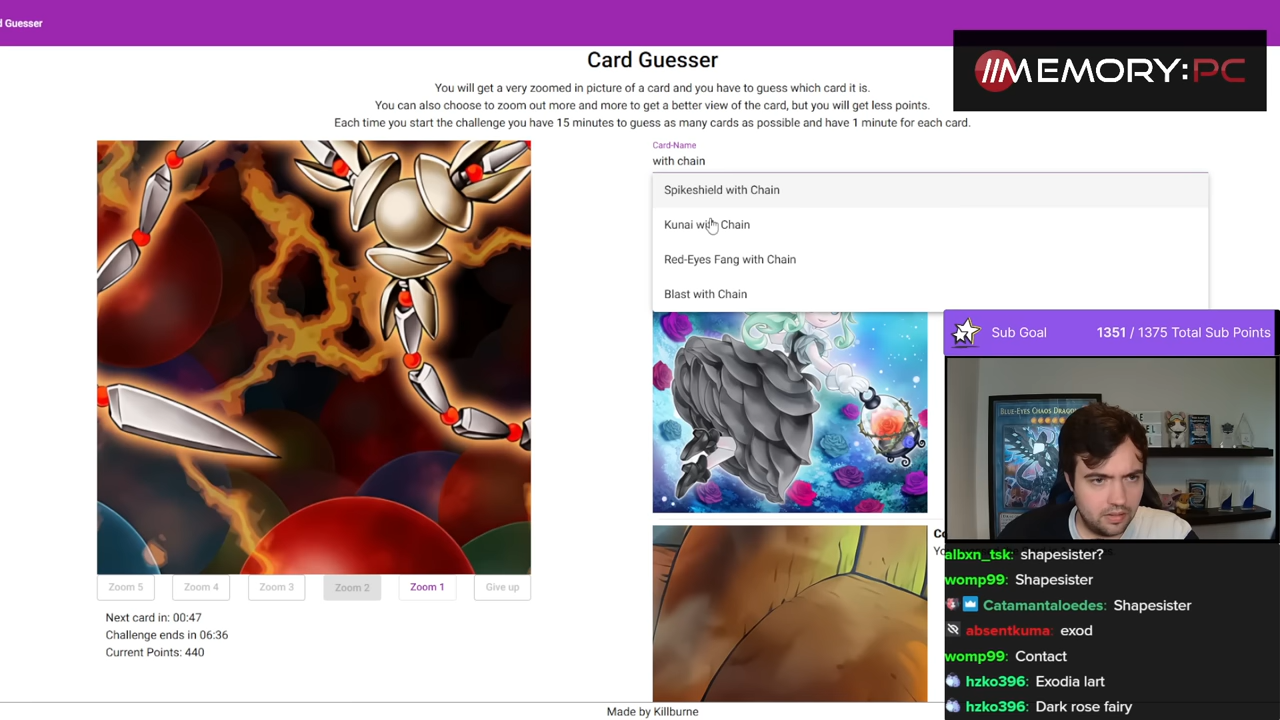 d Guesser
//MEMORY:PC
Card Guesser
You will get a very zoomed in picture of a card and you have to guess which card it is.
You can also choose to zoom out more and more to get a better view of the card, but you will get less points.
Each time you start the challenge you have 15 minutes to guess as many cards as possible and have 1 minute for each card.
Card-Name
with chain
Spikeshield with Chain
Kunai with Chain
Red-Eyes Fang with Chain
Blast with Chain
Zoom 5
Zoom 4
Zoom 3
Zoom 2
Zoom 1
Give up
Next card in: 00:47
Challenge ends in 06:36
Current Points: 440
Sub Goal
1351 / 1375 Total Sub Points
BLUE-EYES CHAOS DRAGON
albxn_tsk: shapesister?
womp99: Shapesister
Catamantaloedes: Shapesister
absentkuma: exod
womp99: Contact
hzko396: Exodia lart
hzko396: Dark rose fairy
Made by Killburne